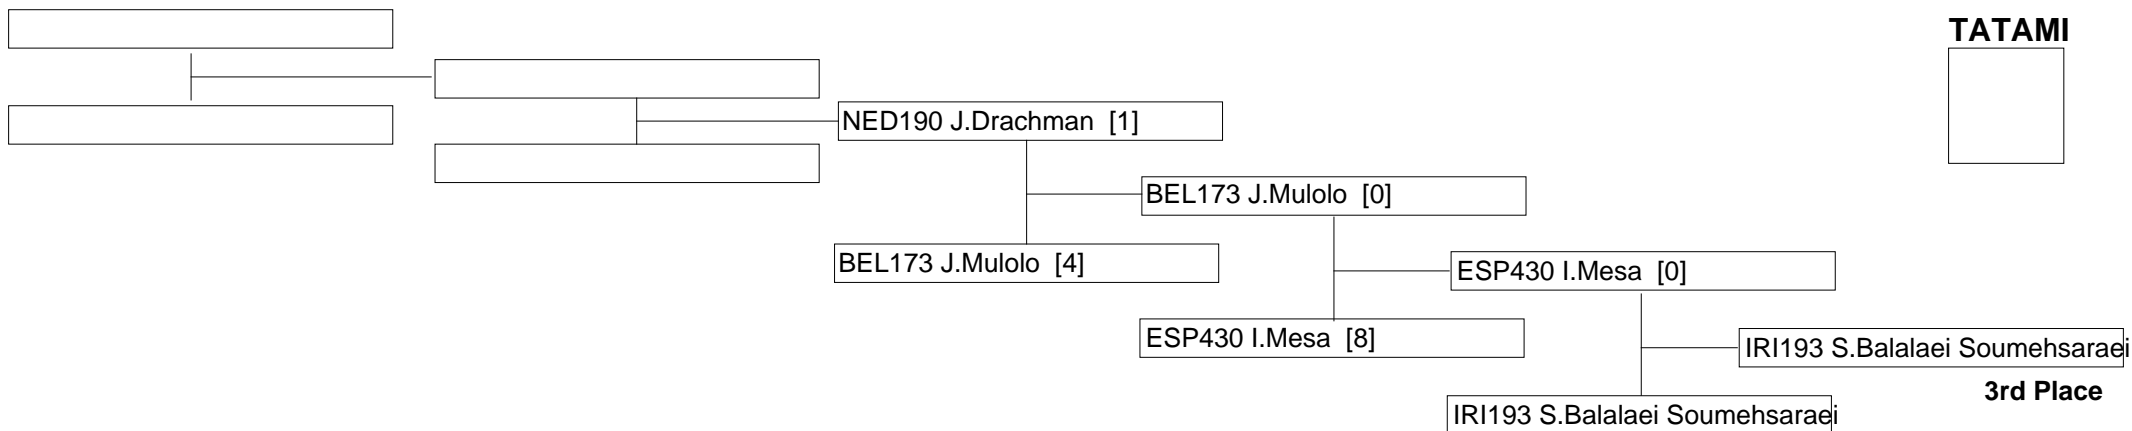 TATAMI
NED190 J.Drachman [1]
BEL173 J.Mulolo [0]
BEL173 J.Mulolo [4]
ESP430 I.Mesa [0]
ESP430 I.Mesa [8]
IRI193 S.Balalaei Soumehsaraei
3rd Place
IRI193 S.Balalaei Soumehsaraei